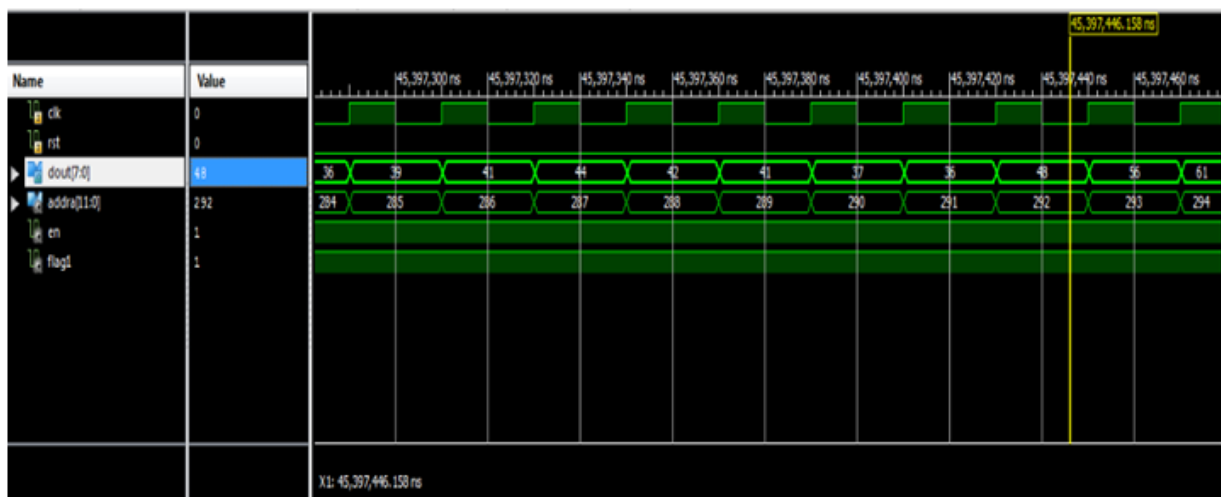 45,397,446.158 ns
Name Value 45,397,300 ns 45,397,320 ns 45,397,340 ns 45,397,360 ns 45,397,380 ns 45,397,400 ns 45,397,420 ns 45,397,440 ns 45,397,460 ns
clk 0
rst 0
dout[7:0] 48 36 39 41 44 42 41 37 36 48 56 61
addra[11:0] 292 284 285 286 287 288 289 290 291 292 293 294
en 1
flag1 1
X1: 45,397,446.158 ns